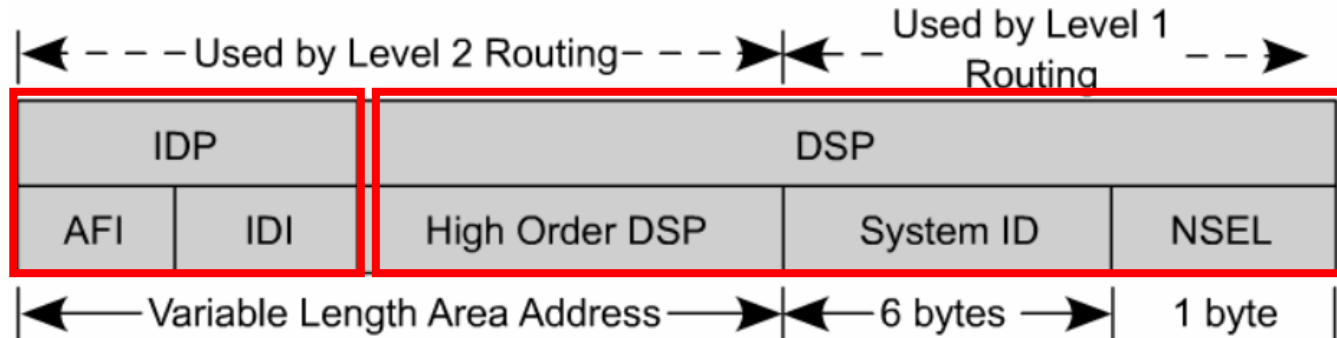 Used by Level 2 Routing
Used by Level 1
Routing
IDP
DSP
AFI
IDI
High Order DSP
System ID
NSEL
Variable Length Area Address
6 bytes
1 byte